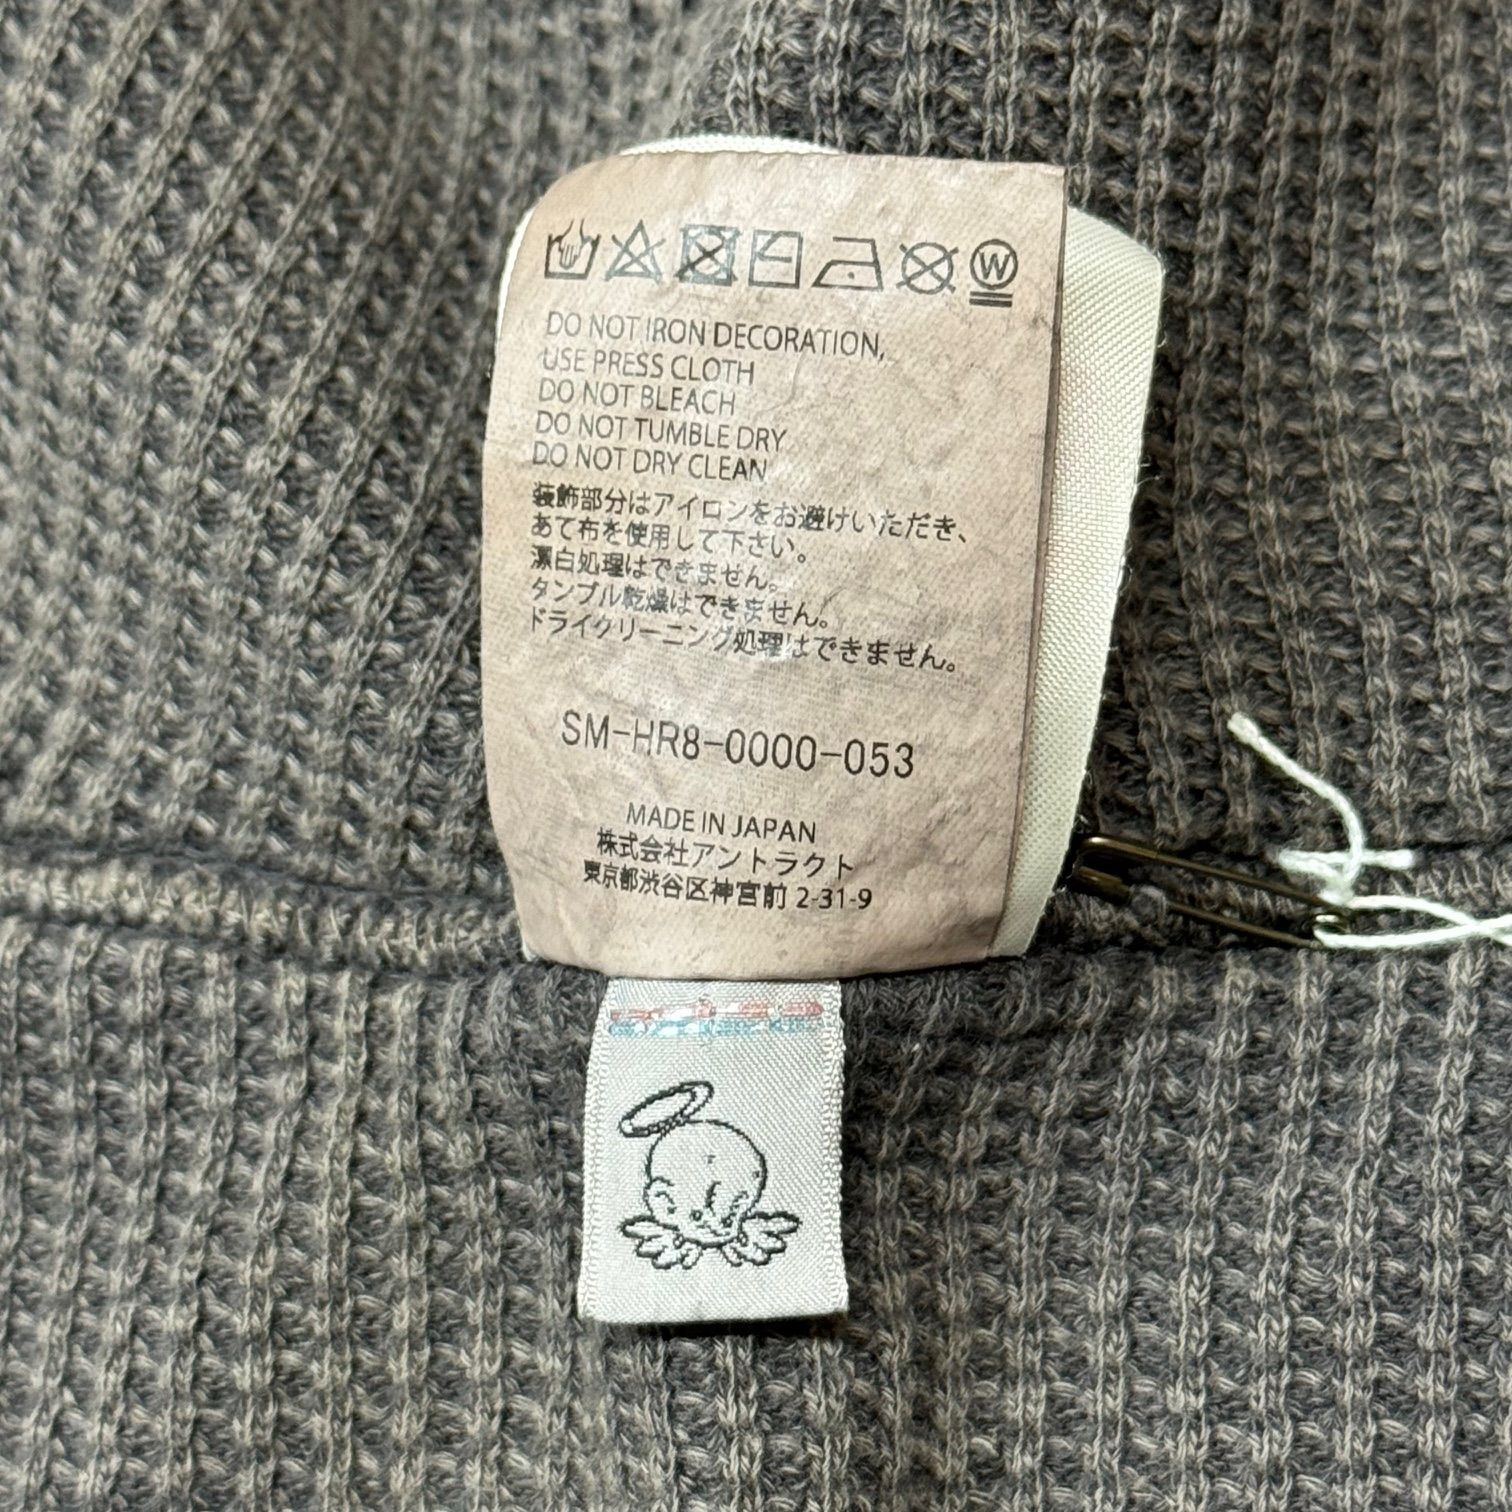 W
DO NOT IRON DECORATION,
USE PRESS CLOTH
DO NOT BLEACH
DO NOT TUMBLE DRY
DO NOT DRY CLEAN
装飾部分はアイロンをお避けいただき、
あて布を使用して下さい。
漂白処理はできません。
タンブル乾燥はできません。
ドライクリーニング処理はできません。
SM-HR8-0000-053
MADE IN JAPAN
株式会社アントラクト
東京都渋谷区神宮前 2-31-9